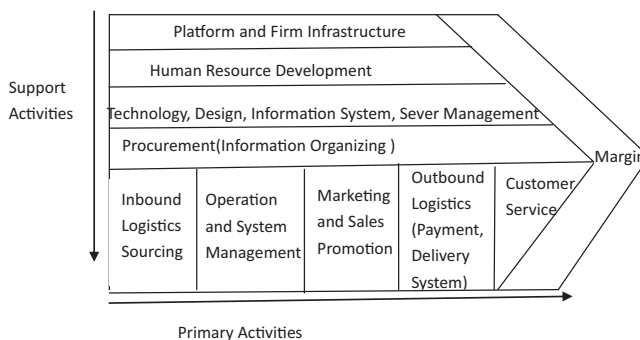 Platform and Firm Infrastructure
Human Resource Development
Support
Activities
Technology, Design, Information System, Sever Management
Procurement(Information Organizing )
Margin
Inbound
Logistics
Sourcing
Operation
and System
Management
Marketing
and Sales
Promotion
Outbound
Logistics
(Payment,
Delivery
System)
Customer
Service
Primary Activities